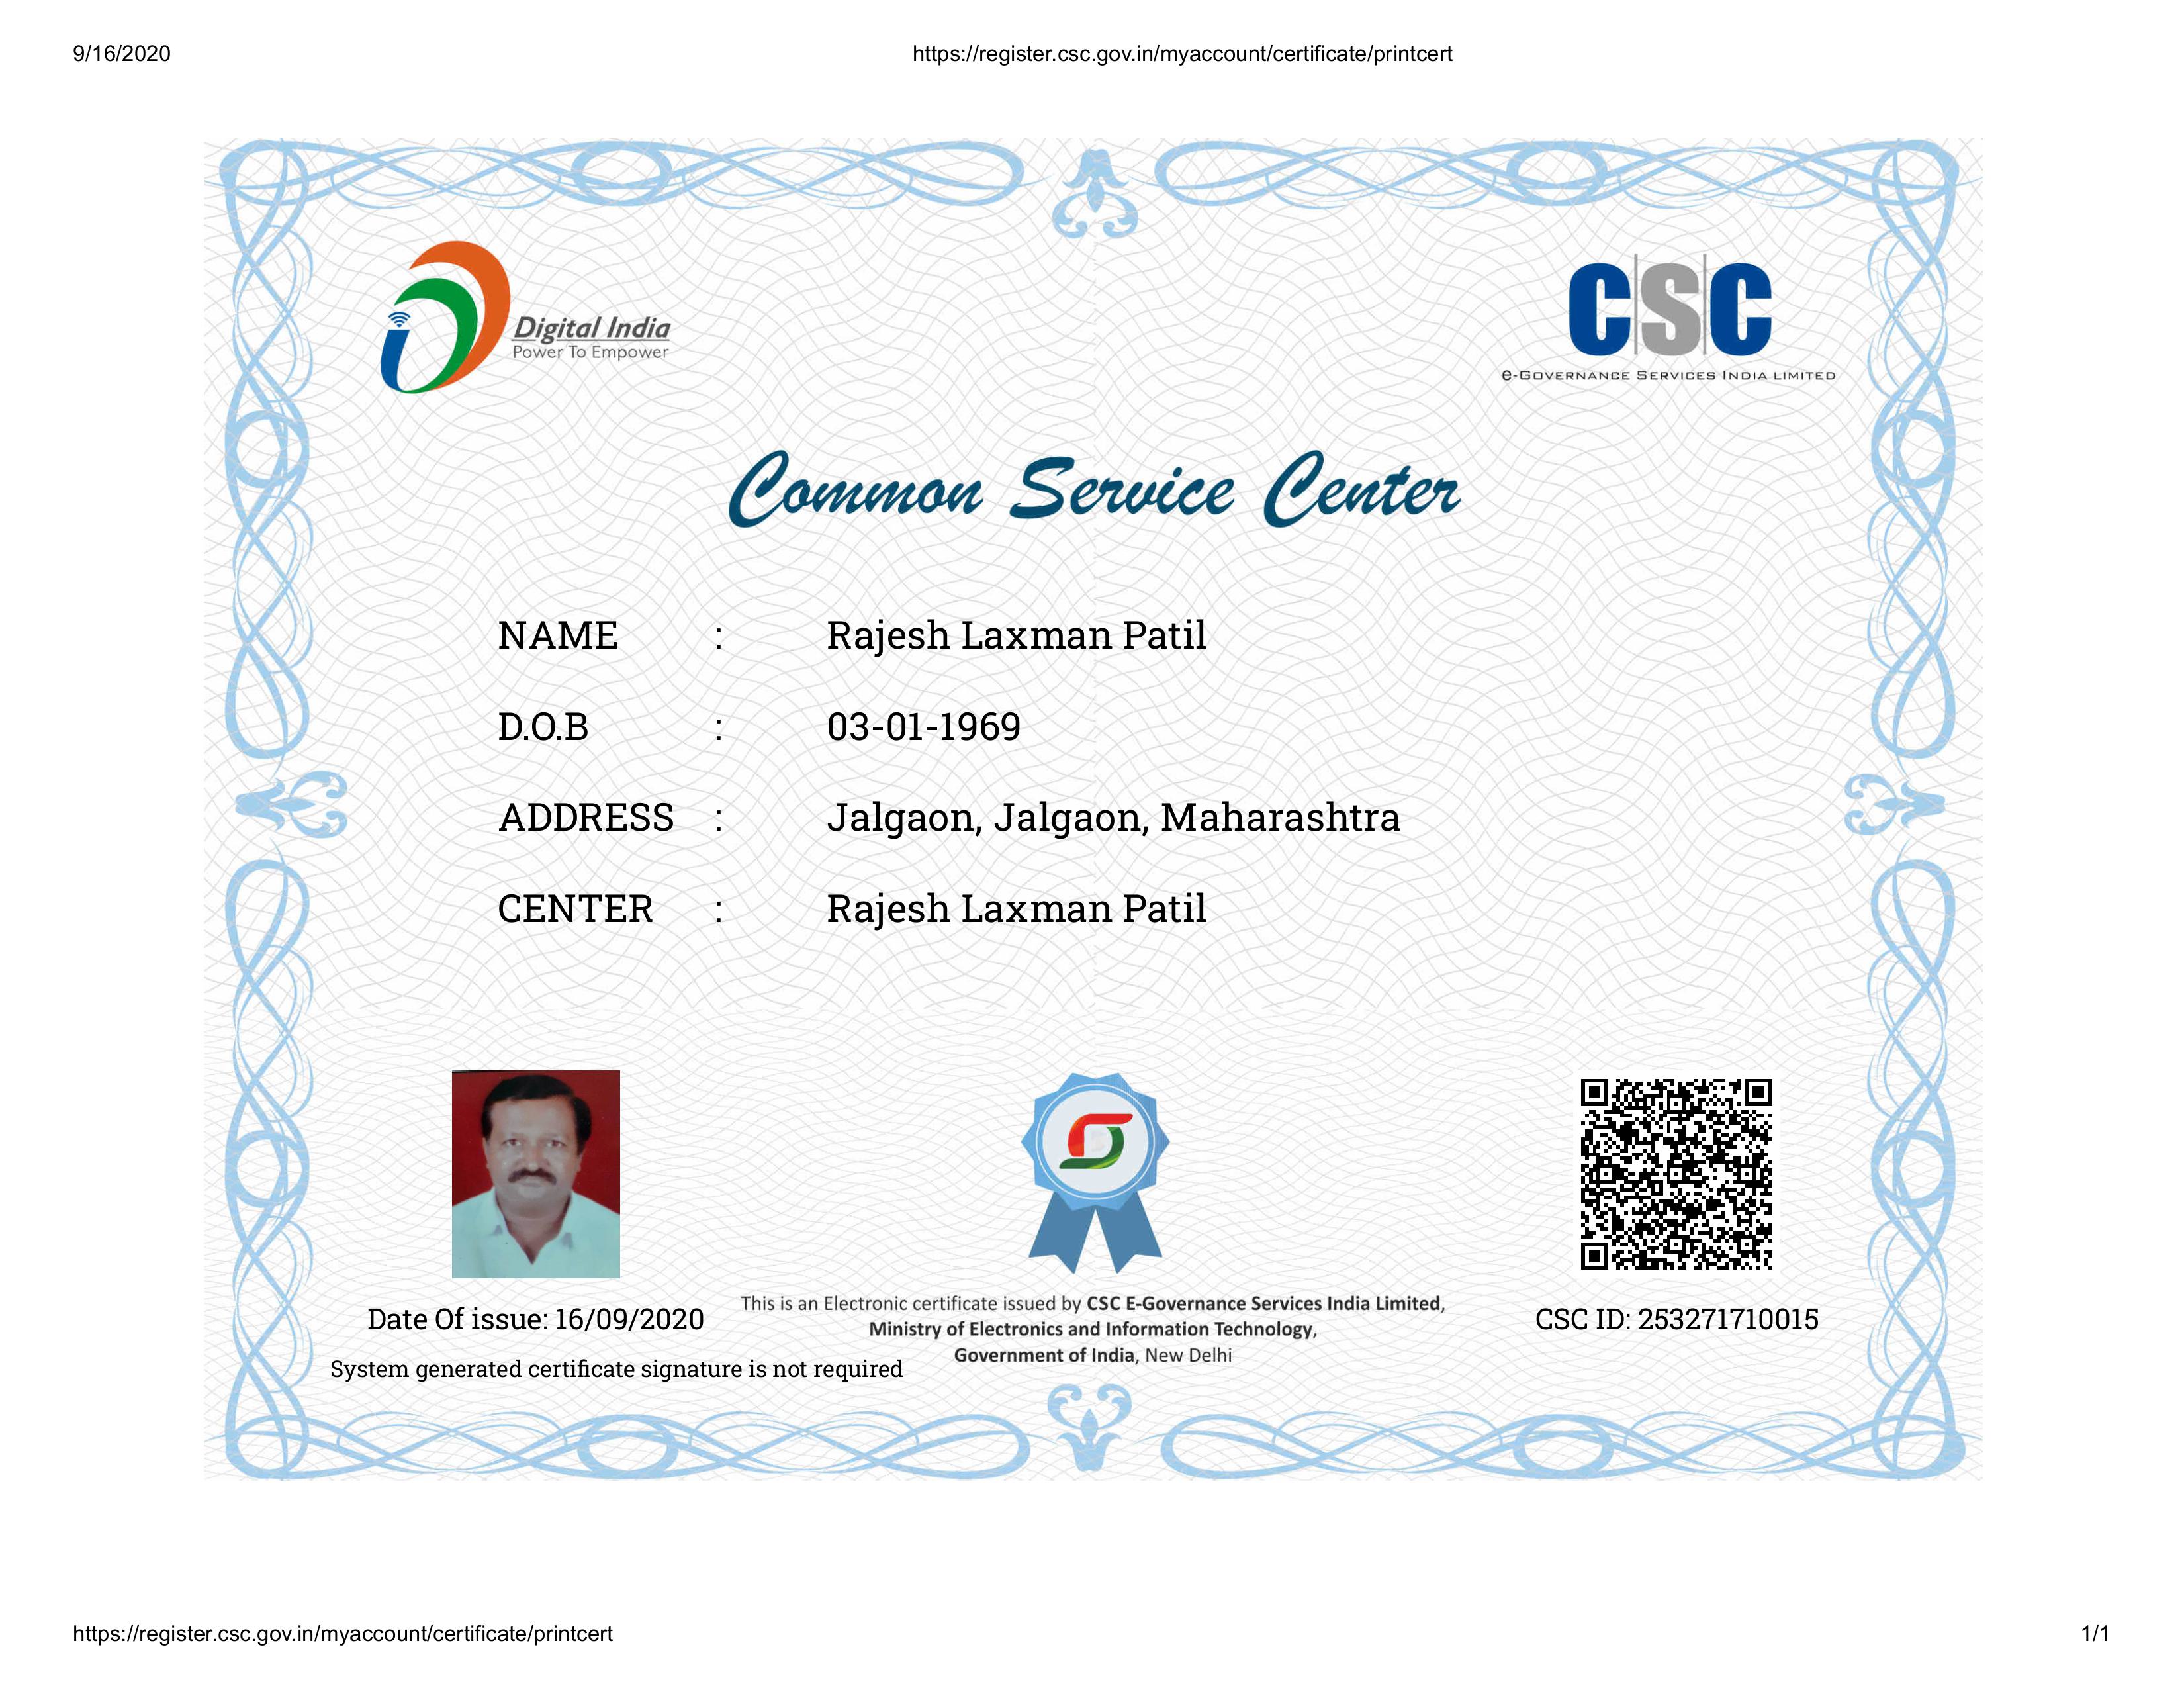 9/16/2020
https://register.csc.gov.in/myaccount/certificate/printcert
Digital India
Power To Empower
CSC
e-Governance Services India Limited
Common Service Center
NAME : Rajesh Laxman Patil
D.O.B : 03-01-1969
ADDRESS : Jalgaon, Jalgaon, Maharashtra
CENTER : Rajesh Laxman Patil
This is an Electronic certificate issued by CSC E-Governance Services India Limited,
Ministry of Electronics and Information Technology,
Government of India, New Delhi
Date Of issue: 16/09/2020
CSC ID: 253271710015
System generated certificate signature is not required
https://register.csc.gov.in/myaccount/certificate/printcert
1/1